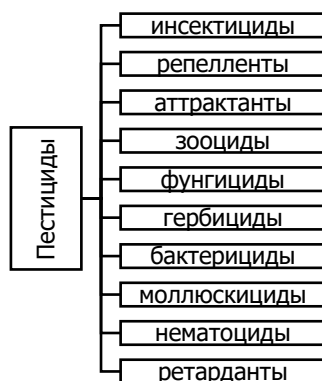 Пестициды
инсектициды
репелленты
аттрактанты
зооциды
фунгициды
гербициды
бактерициды
моллюскициды
нематоциды
ретарданты